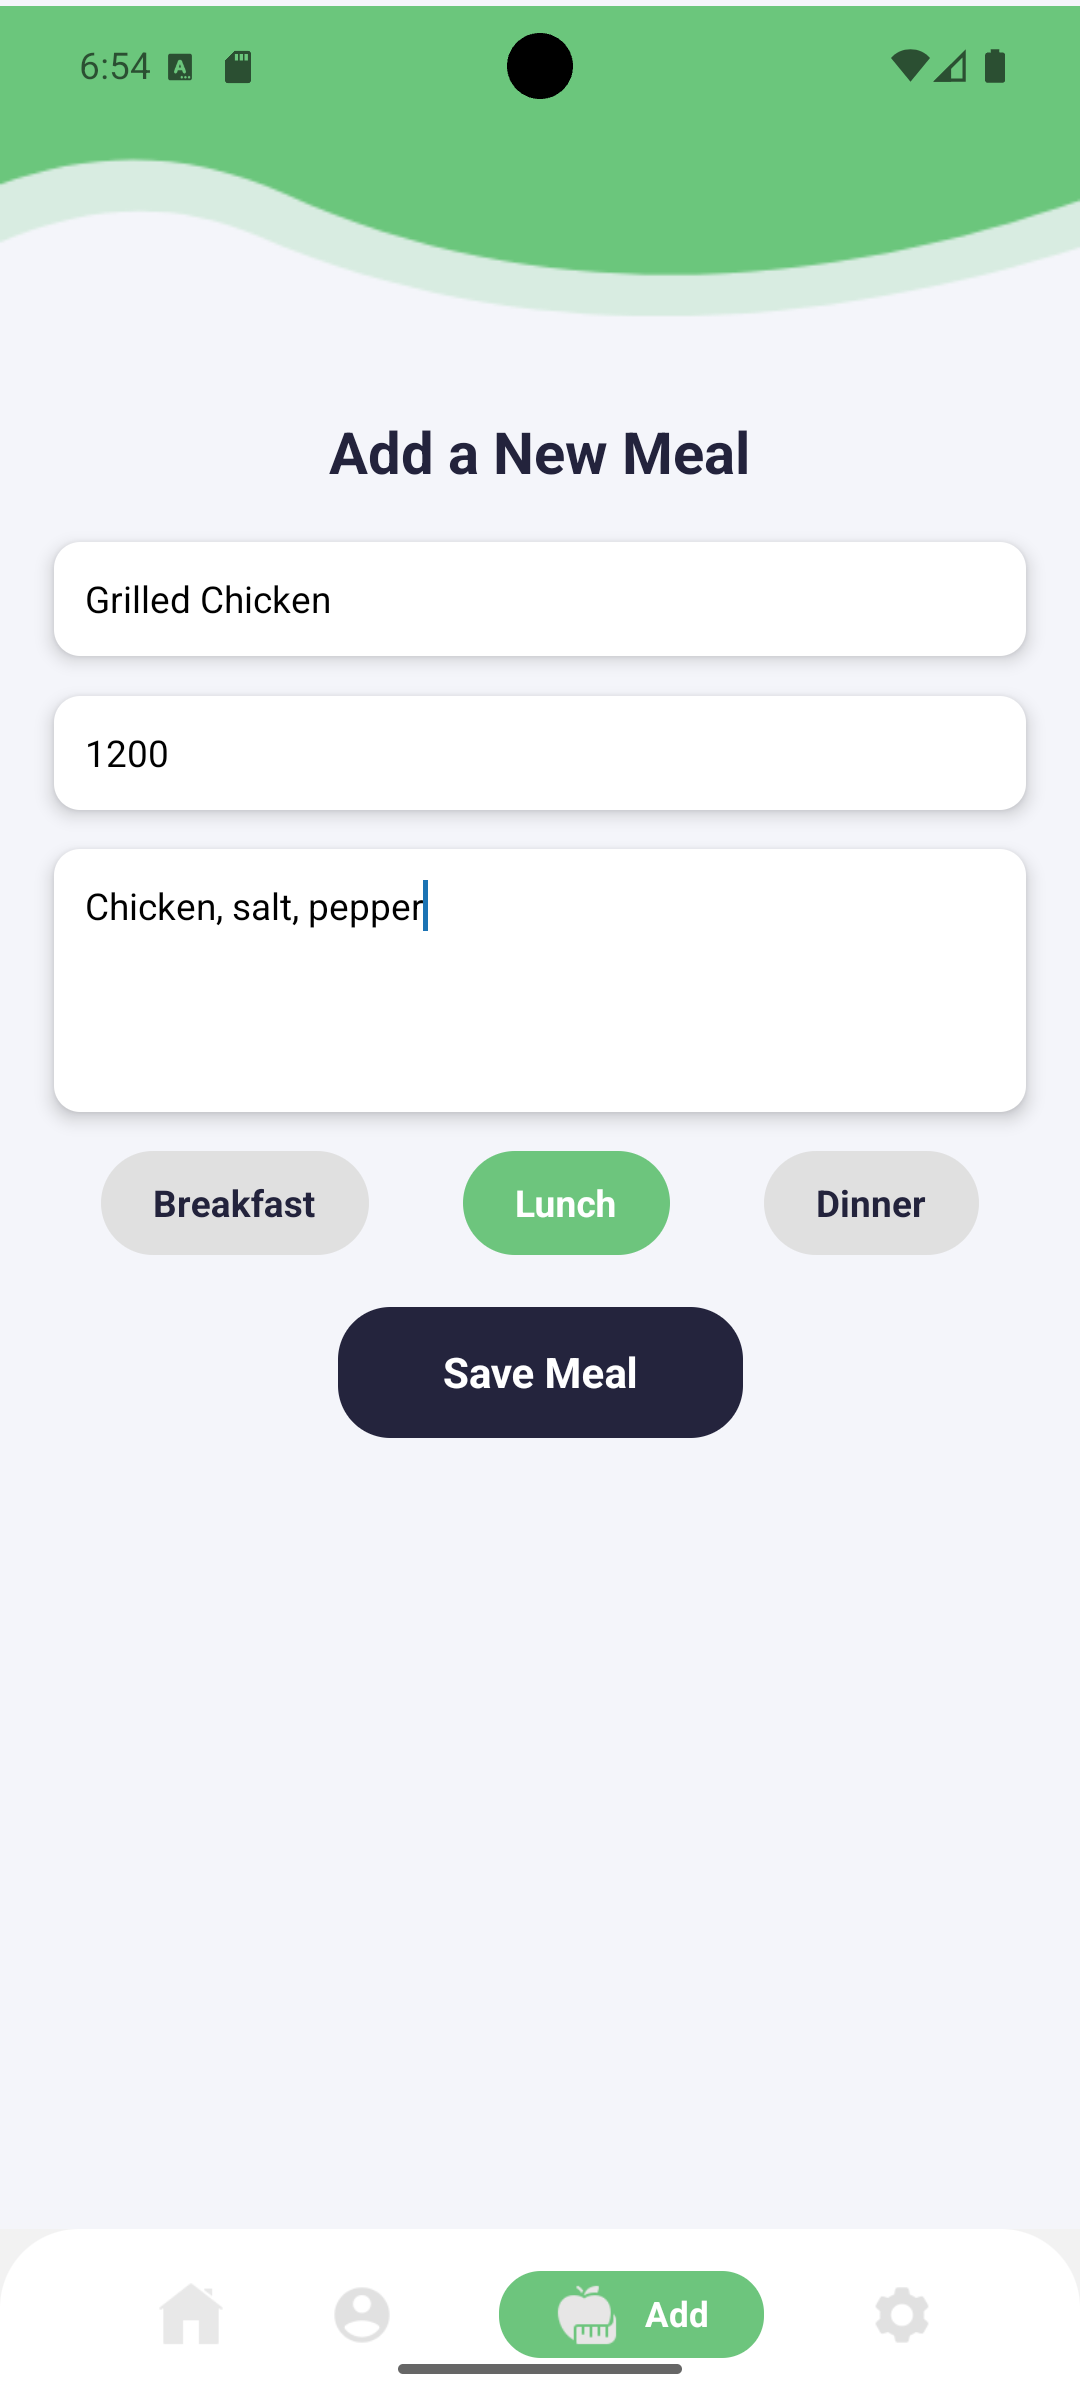 6:54
Add a New Meal
Grilled Chicken
1200
Chicken, salt, pepper
Breakfast Lunch Dinner
Save Meal
Add